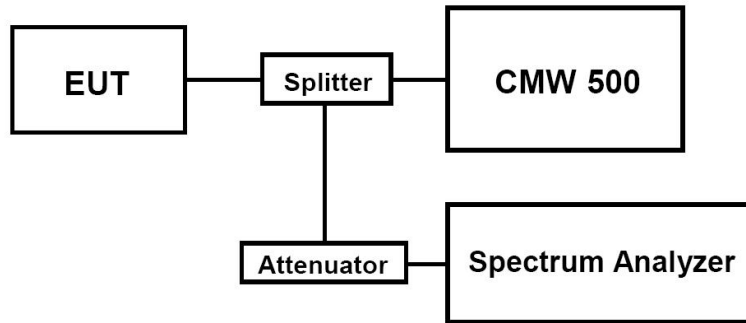 EUT
Splitter
CMW 500
Attenuator
Spectrum Analyzer